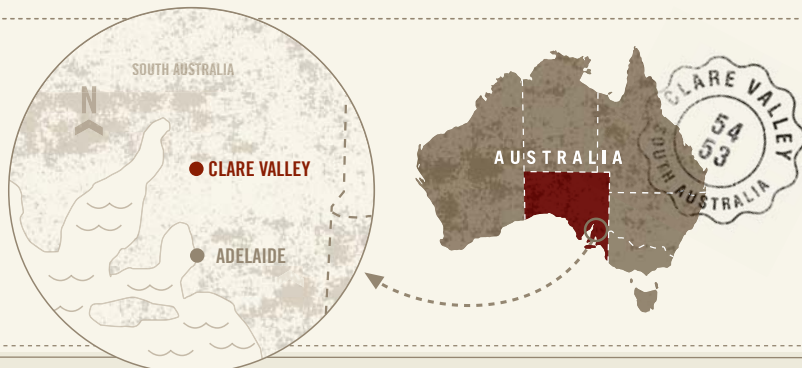 SOUTH AUSTRALIA
N
CLARE VALLEY
ADELAIDE
AUSTRALIA
CLARE VALLEY
54
53
SOUTH AUSTRALIA